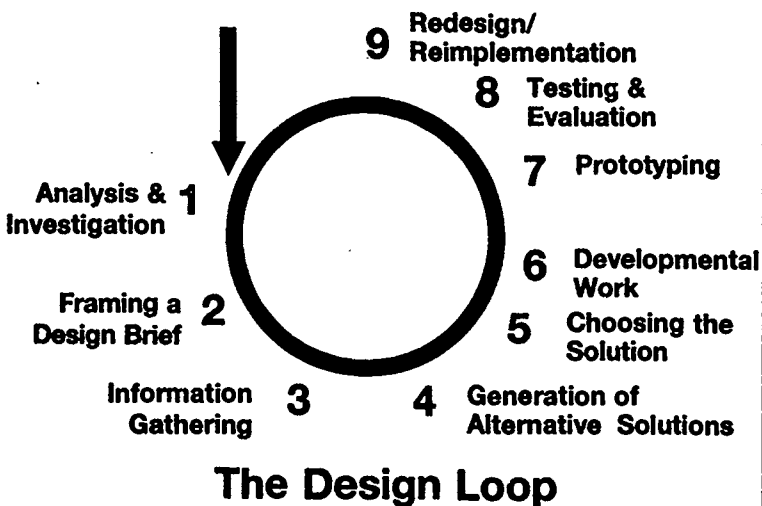 9 Redesign/
Reimplementation
8 Testing &
Evaluation
7 Prototyping
Analysis & 1
Investigation
6 Developmental
Work
Framing a 2
Design Brief
5 Choosing the
Solution
Information 3
Gathering
4 Generation of
Alternative Solutions
The Design Loop